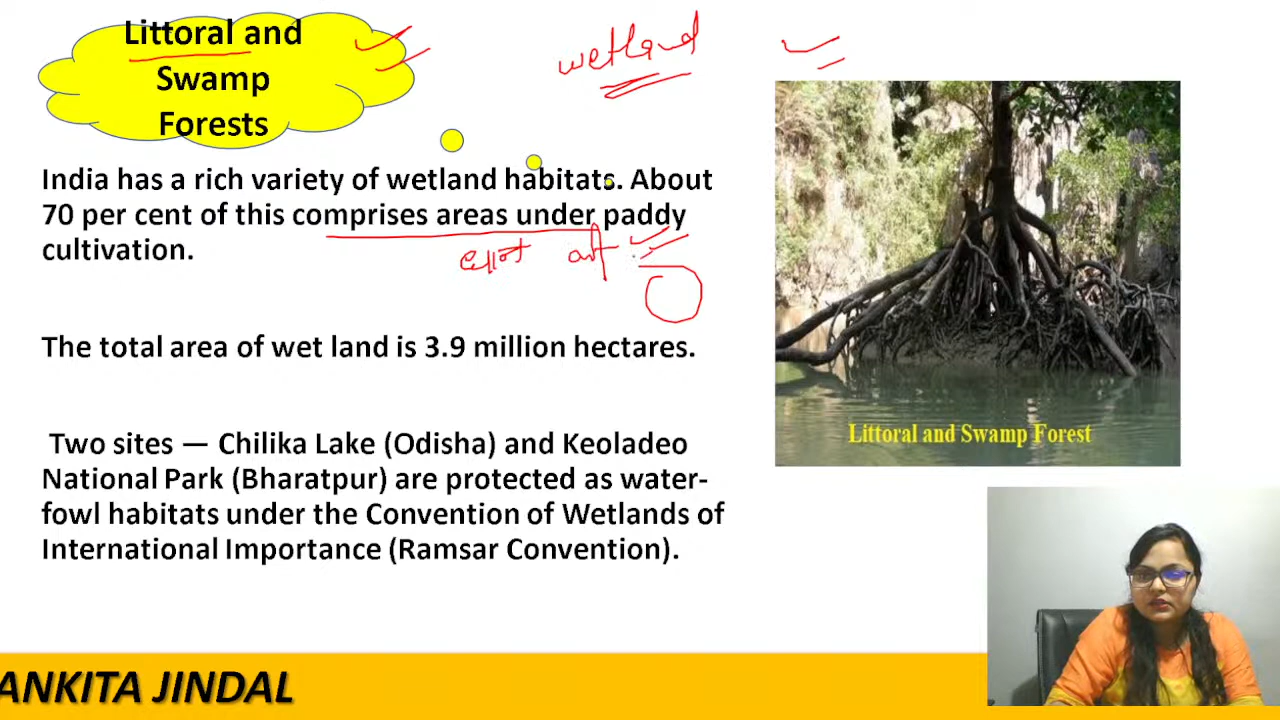 Littoral and
Swamp
Forests
wetland
India has a rich variety of wetland habitats. About
70 per cent of this comprises areas under paddy
cultivation.
The total area of wet land is 3.9 million hectares.
Two sites — Chilika Lake (Odisha) and Keoladeo
National Park (Bharatpur) are protected as water-
fowl habitats under the Convention of Wetlands of
International Importance (Ramsar Convention).
Littoral and Swamp Forest
ANKITA JINDAL